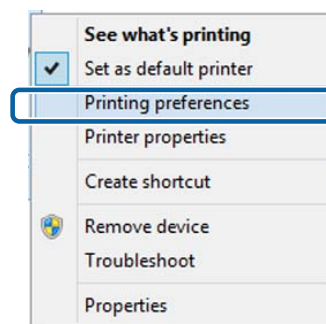 See what's printing
Set as default printer
Printing preferences
Printer properties
Create shortcut
Remove device
Troubleshoot
Properties